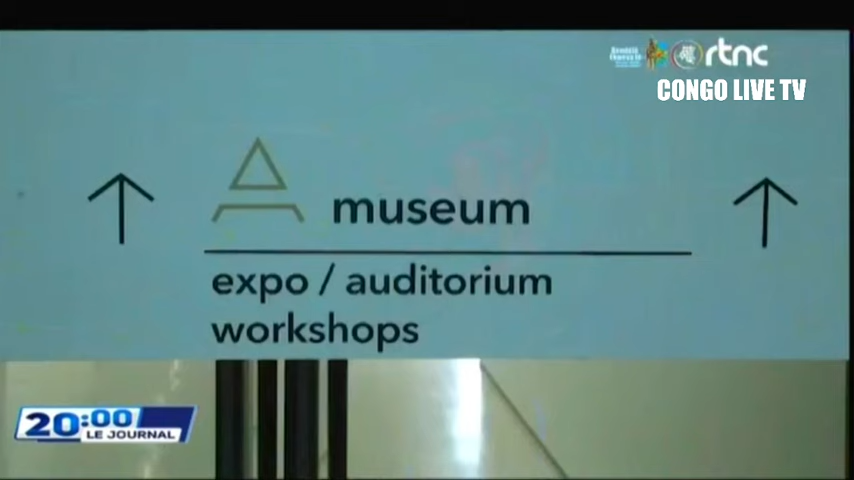 rtnc
CONGO LIVE TV
museum
expo / auditorium
workshops
20:00
LE JOURNAL